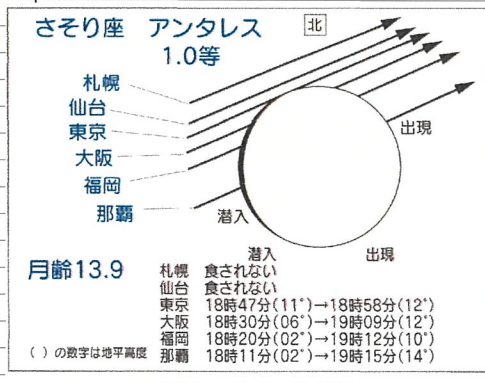 さそり座 アンタレス
1.0等
北
札幌
仙台
東京
大阪
福岡
那覇
出現
潜入
月齢13.9
潜入 出現
札幌 食されない
仙台 食されない
東京 18時47分(11°)→18時58分(12°)
大阪 18時30分(06°)→19時09分(12°)
福岡 18時20分(02°)→19時12分(10°)
那覇 18時11分(02°)→19時15分(14°)
( )の数字は地平高度